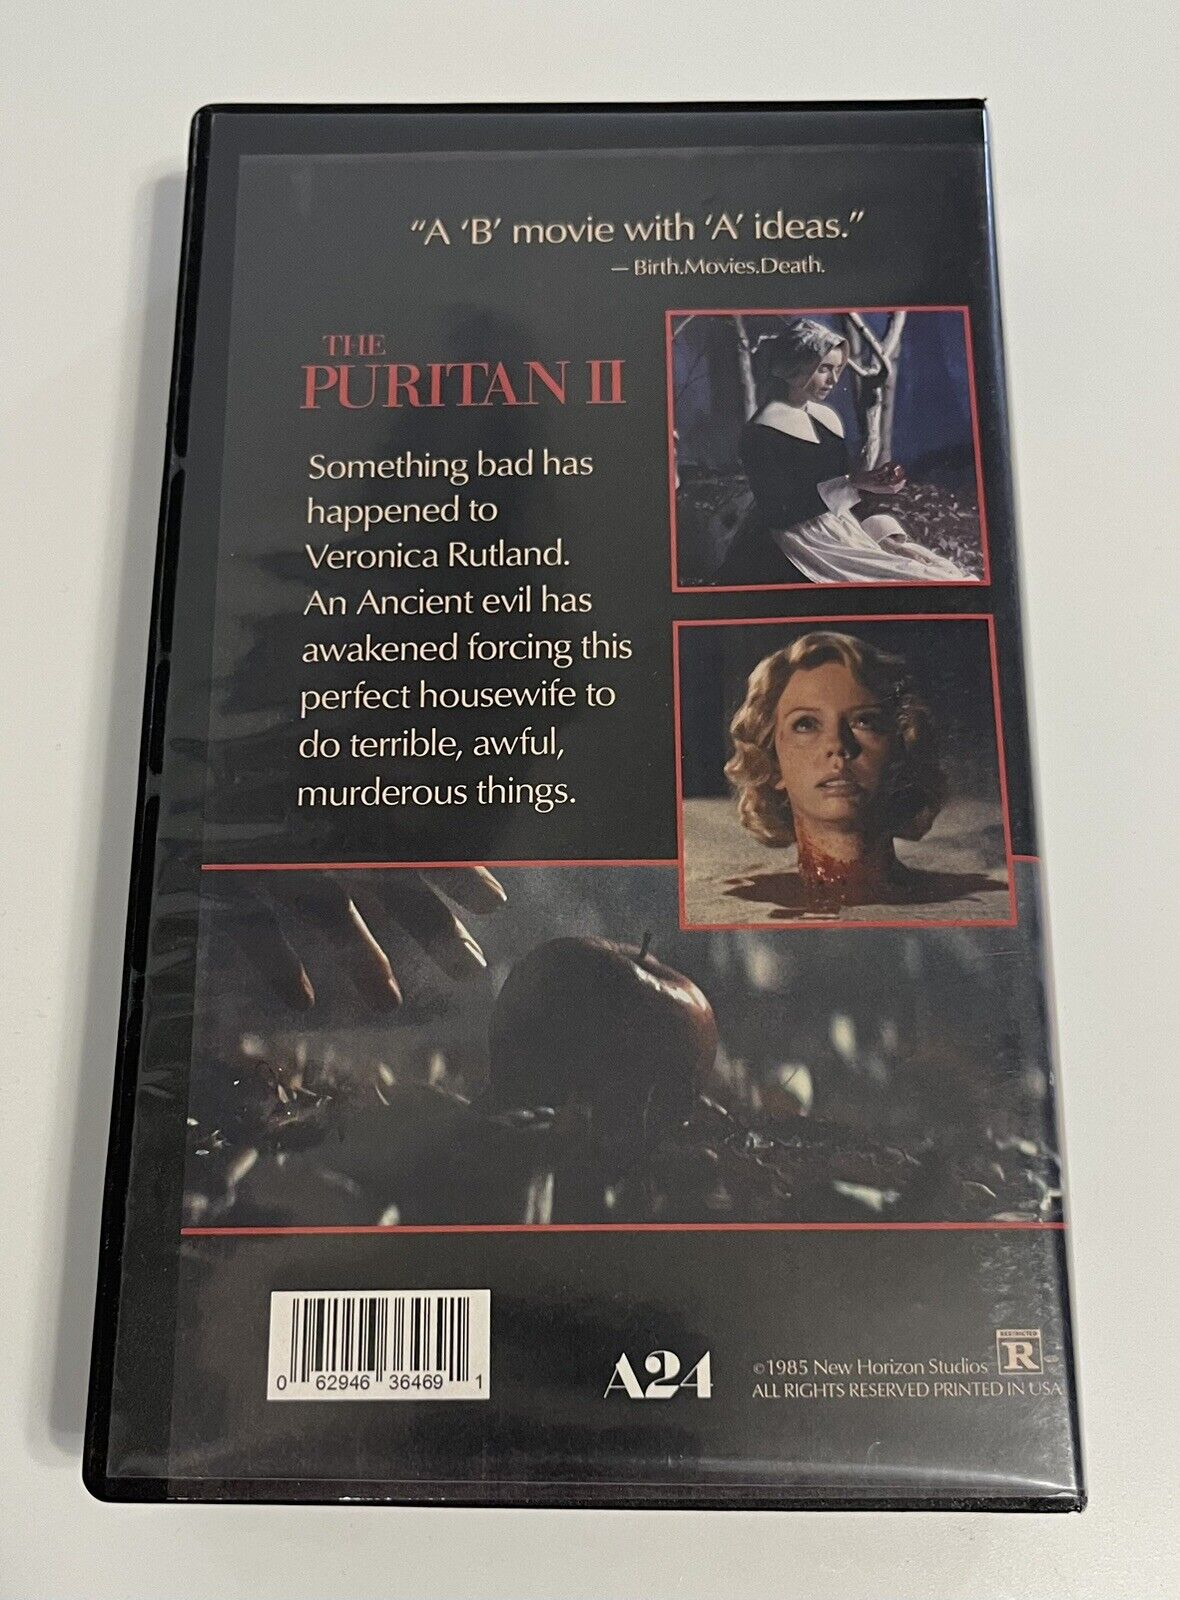 “A ‘B’ movie with ‘A’ ideas.”
— Birth.Movies.Death.
THE
PURITAN II
Something bad has
happened to
Veronica Rutland.
An Ancient evil has
awakened forcing this
perfect housewife to
do terrible, awful,
murderous things.
0 62946 36469 1
A24
©1985 New Horizon Studios
RESTRICTED
R
ALL RIGHTS RESERVED PRINTED IN USA